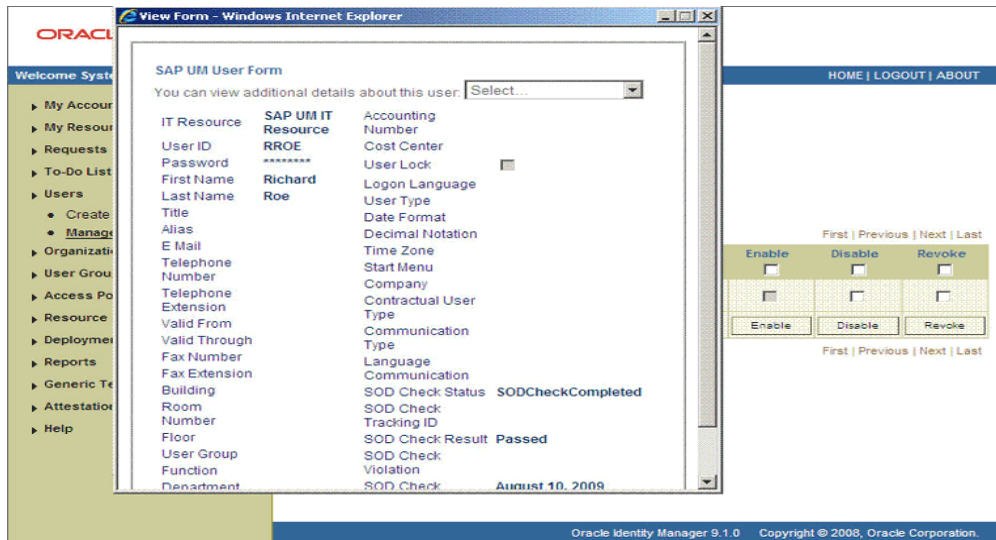 View Form - Windows Internet Explorer
ORACL
Welcome Syst
HOME | LOGOUT | ABOUT
My Accour
My Resour
Requests
To-Do List
Users
Create
Manage
Organizati
User Grou
Access Po
Resource
Deployme
Reports
Generic Te
Attestation
Help
SAP UM User Form
You can view additional details about this user: Select...
IT Resource SAP UM IT Resource
User ID RROE
Password ********
First Name Richard
Last Name Roe
Title
Alias
E Mail
Telephone
Number
Telephone
Extension
Valid From
Valid Through
Fax Number
Fax Extension
Building
Room
Number
Floor
User Group
Function
Department
Accounting
Number
Cost Center
User Lock
Logon Language
User Type
Date Format
Decimal Notation
Time Zone
Start Menu
Company
Contractual User
Type
Communication
Type
Language
Communication
SOD Check Status SODCheckCompleted
SOD Check
Tracking ID
SOD Check Result Passed
SOD Check
Violation
SOD Check August 10, 2009
First | Previous | Next | Last
Enable Disable Revoke
Enable Disable Revoke
First | Previous | Next | Last
Oracle Identity Manager 9.1.0 Copyright © 2008, Oracle Corporation.